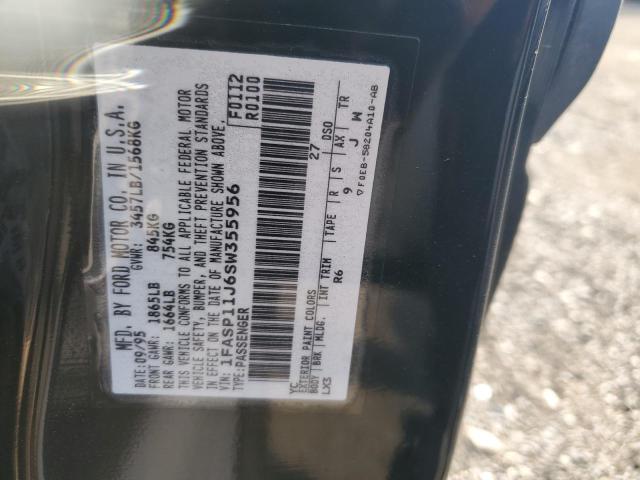 MFD. BY FORD MOTOR CO. IN U.S.A.
DATE: 09/95 GVWR: 3457LB/1568KG
FRONT GAWR: 1865LB 845KG
REAR GAWR: 1664LB 754KG
THIS VEHICLE CONFORMS TO ALL APPLICABLE FEDERAL MOTOR
VEHICLE SAFETY, BUMPER, AND THEFT PREVENTION STANDARDS
IN EFFECT ON THE DATE OF MANUFACTURE SHOWN ABOVE.
VIN: 1FASP11J6SW355956 F0112
TYPE: PASSENGER R0100
EXTERIOR PAINT COLORS 27 DSO
YC
BODY BRK MLDG. INT TRIM TAPE R S AX TR
LX3 R6 9 J W
F0EB-58204A10-AB